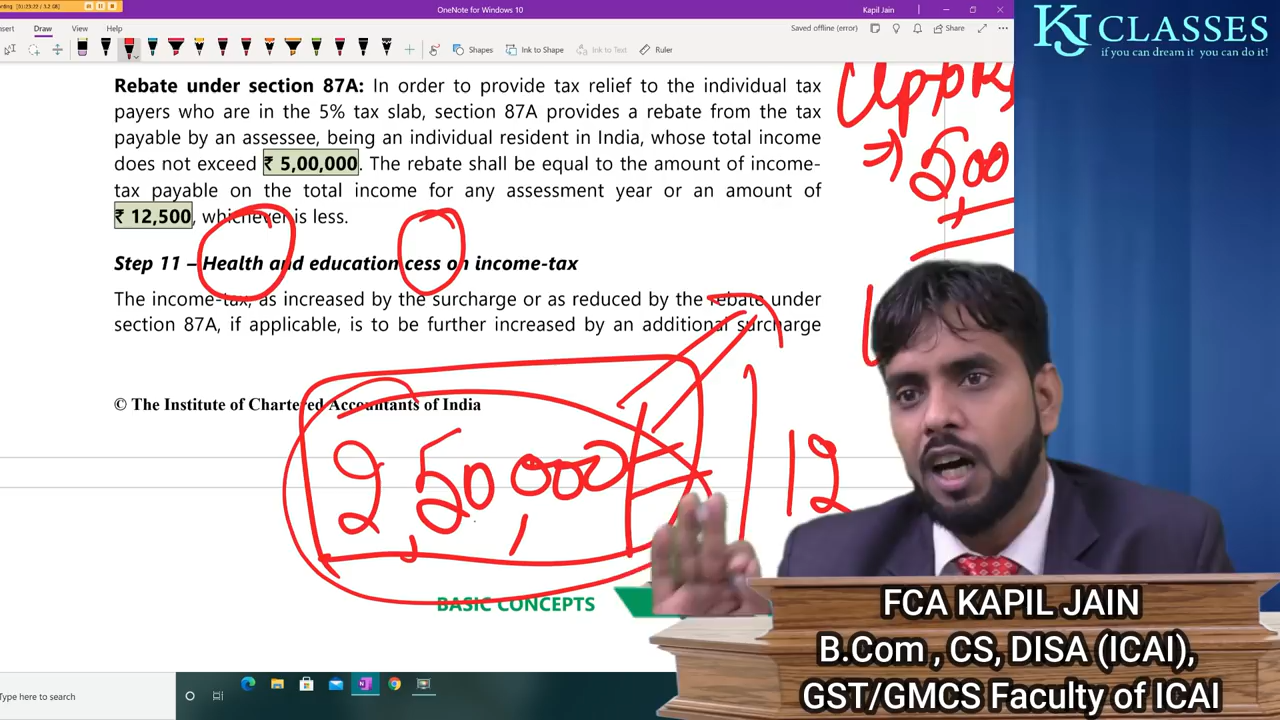 OneNote for Windows 10
Kapil Jain
Draw
View
Help
Saved offline (error)
Share
Shapes
Ink to Shape
Ink to Text
Ruler
KJ CLASSES
if you can dream it you can do it!
Rebate under section 87A: In order to provide tax relief to the individual tax
payers who are in the 5% tax slab, section 87A provides a rebate from the tax
payable by an assessee, being an individual resident in India, whose total income
does not exceed ₹ 5,00,000. The rebate shall be equal to the amount of income-
tax payable on the total income for any assessment year or an amount of
₹ 12,500, whichever is less.
Step 11 – Health and education cess on income-tax
The income-tax, as increased by the surcharge or as reduced by the rebate under
section 87A, if applicable, is to be further increased by an additional surcharge
© The Institute of Chartered Accountants of India
⇒ 500
2,50,000
12
BASIC CONCEPTS
FCA KAPIL JAIN
B.Com , CS, DISA (ICAI),
GST/GMCS Faculty of ICAI
Type here to search